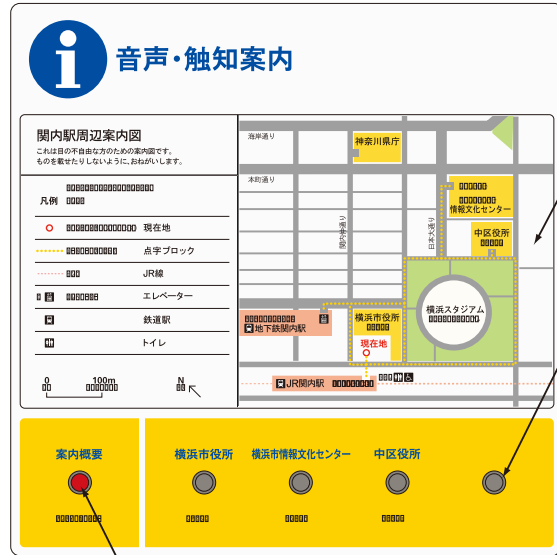 i 音声・触知案内
関内駅周辺案内図
これは目の不自由な方のための案内図です。
ものを載せたりしないように、おねがいします。
凡例
現在地
点字ブロック
JR線
エレベーター
鉄道駅
トイレ
0 100m N
海岸通り
神奈川県庁
本町通り
情報文化センター
関内仲通り
日本大通り
中区役所
横浜スタジアム
横浜市役所
地下鉄関内駅
現在地
JR関内駅
案内概要 横浜市役所 横浜市情報文化センター 中区役所